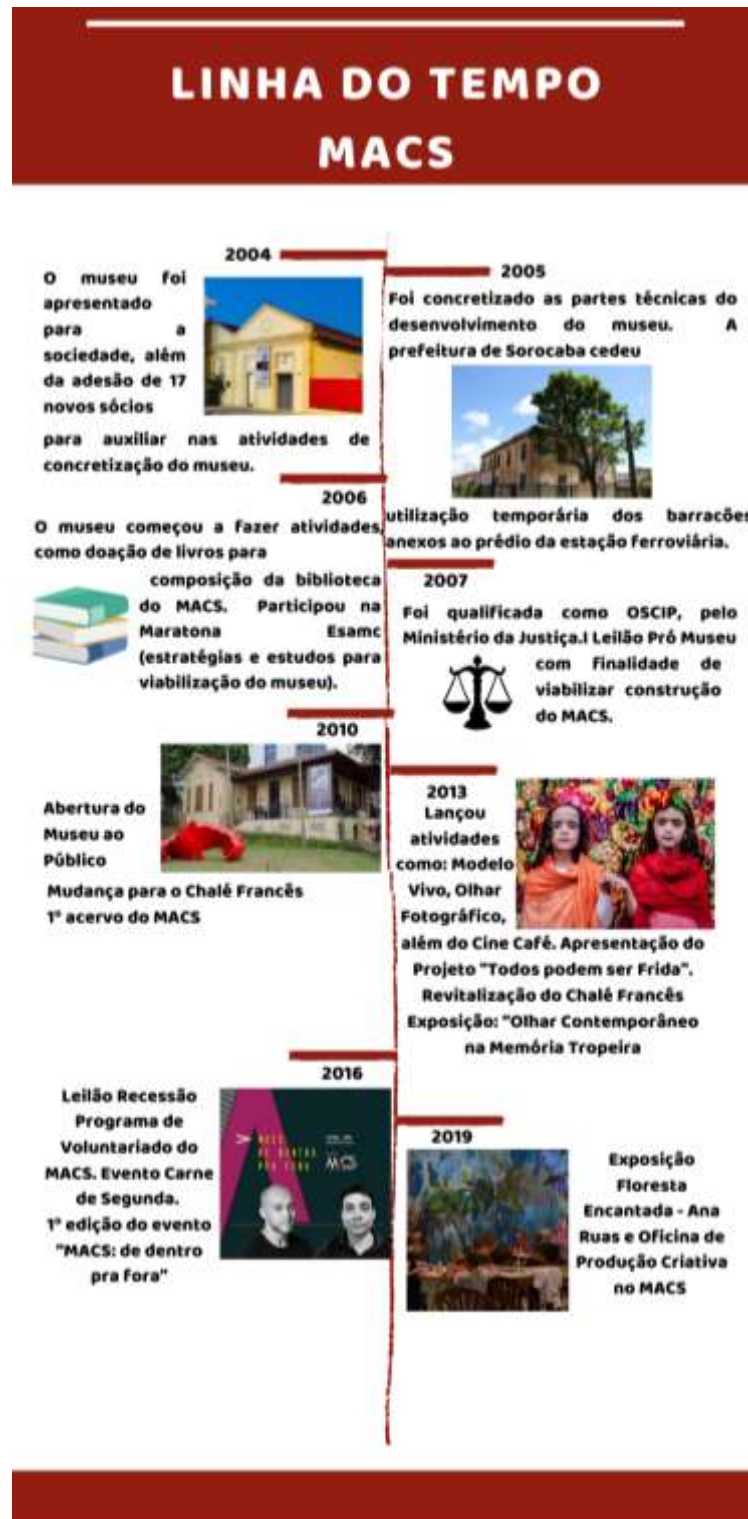 LINHA DO TEMPO
MACS
2004
O museu foi
apresentado
para a
sociedade, além
da adesão de 17
novos sócios
para auxiliar nas atividades de
concretização do museu.
2005
Foi concretizado as partes técnicas do
desenvolvimento do museu. A
prefeitura de Sorocaba cedeu
utilização temporária dos barracões
anexos ao prédio da estação ferroviária.
2006
O museu começou a fazer atividades,
como doação de livros para
composição da biblioteca
do MACS. Participou na
Maratona Esamc
(estratégias e estudos para
viabilização do museu).
2007
Foi qualificada como OSCIP, pelo
Ministério da Justiça.I Leilão Pró Museu
com finalidade de
viabilizar construção
do MACS.
2010
Abertura do
Museu ao
Público
Mudança para o Chalé Francês
1º acervo do MACS
2013
Lançou
atividades
como: Modelo
Vivo, Olhar
Fotográfico,
além do Cine Café. Apresentação do
Projeto "Todos podem ser Frida".
Revitalização do Chalé Francês
Exposição: "Olhar Contemporâneo
na Memória Tropeira
2016
Leilão Recessão
Programa de
Voluntariado do
MACS. Evento Carne
de Segunda.
1º edição do evento
"MACS: de dentro
pra fora"
MACS
DE DENTRO
PRA FORA
2019
Exposição
Floresta
Encantada - Ana
Ruas e Oficina de
Produção Criativa
no MACS